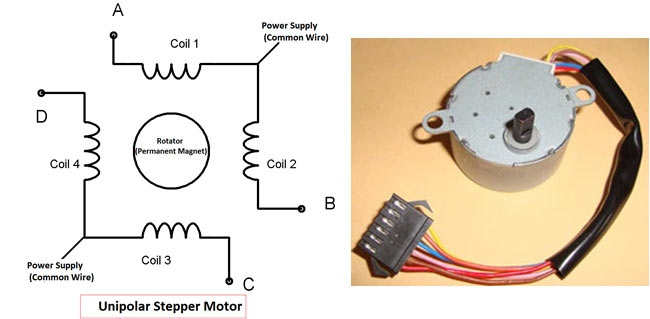 A
Power Supply
(Common Wire)
Coil 1
D
Rotator
(Permanent Magnet)
Coil 4
Coil 2
B
Power Supply
(Common Wire)
Coil 3
C
Unipolar Stepper Motor